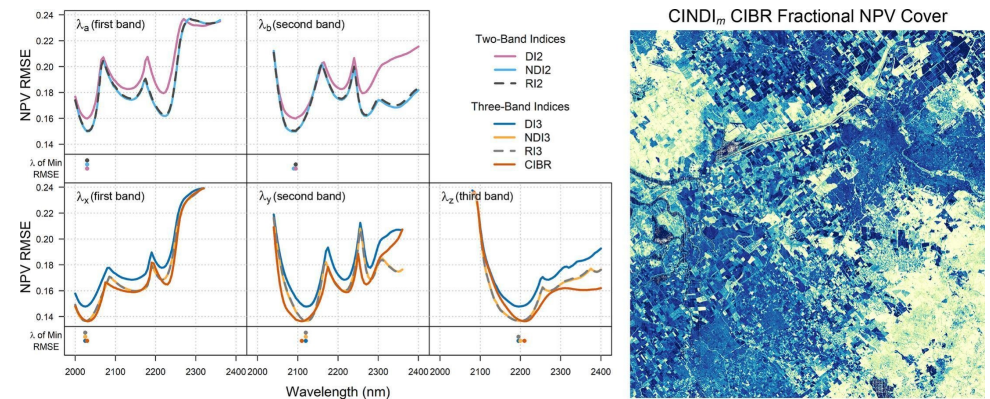 CINDIm CIBR Fractional NPV Cover
λa (first band)
λb (second band)
NPV RMSE
0.24
0.22
0.20
0.18
0.16
0.14
λ of Min
RMSE
Two-Band Indices
DI2
NDI2
RI2
Three-Band Indices
DI3
NDI3
RI3
CIBR
λx (first band)
λy (second band)
λz (third band)
NPV RMSE
0.24
0.22
0.20
0.18
0.16
0.14
λ of Min
RMSE
2000 2100 2200 2300 2400 2000 2100 2200 2300 2400 2000 2100 2200 2300 2400
Wavelength (nm)